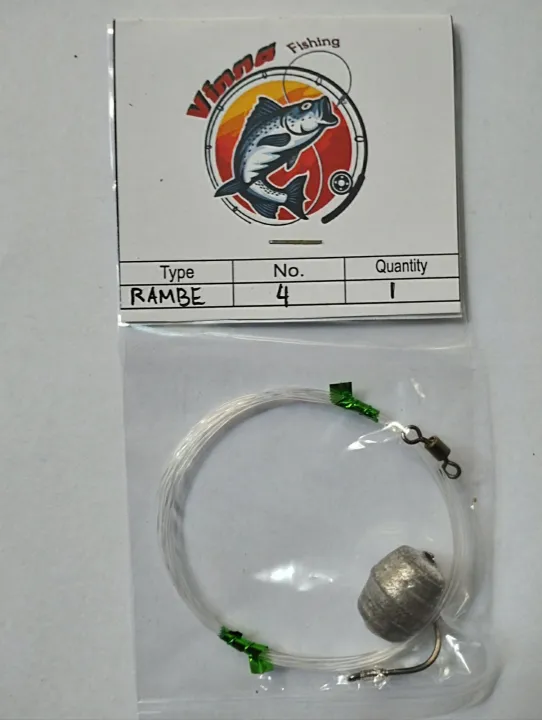 Vinna Fishing
Type No. Quantity
RAMBE 4 1